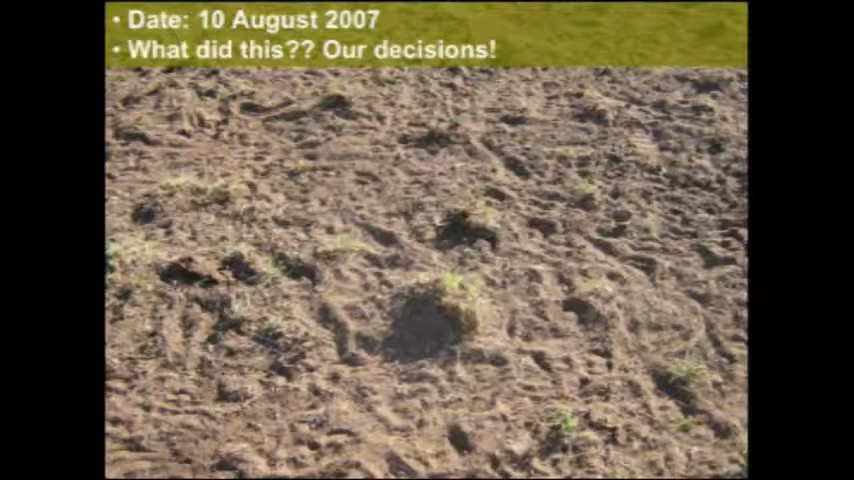 • Date: 10 August 2007
• What did this?? Our decisions!